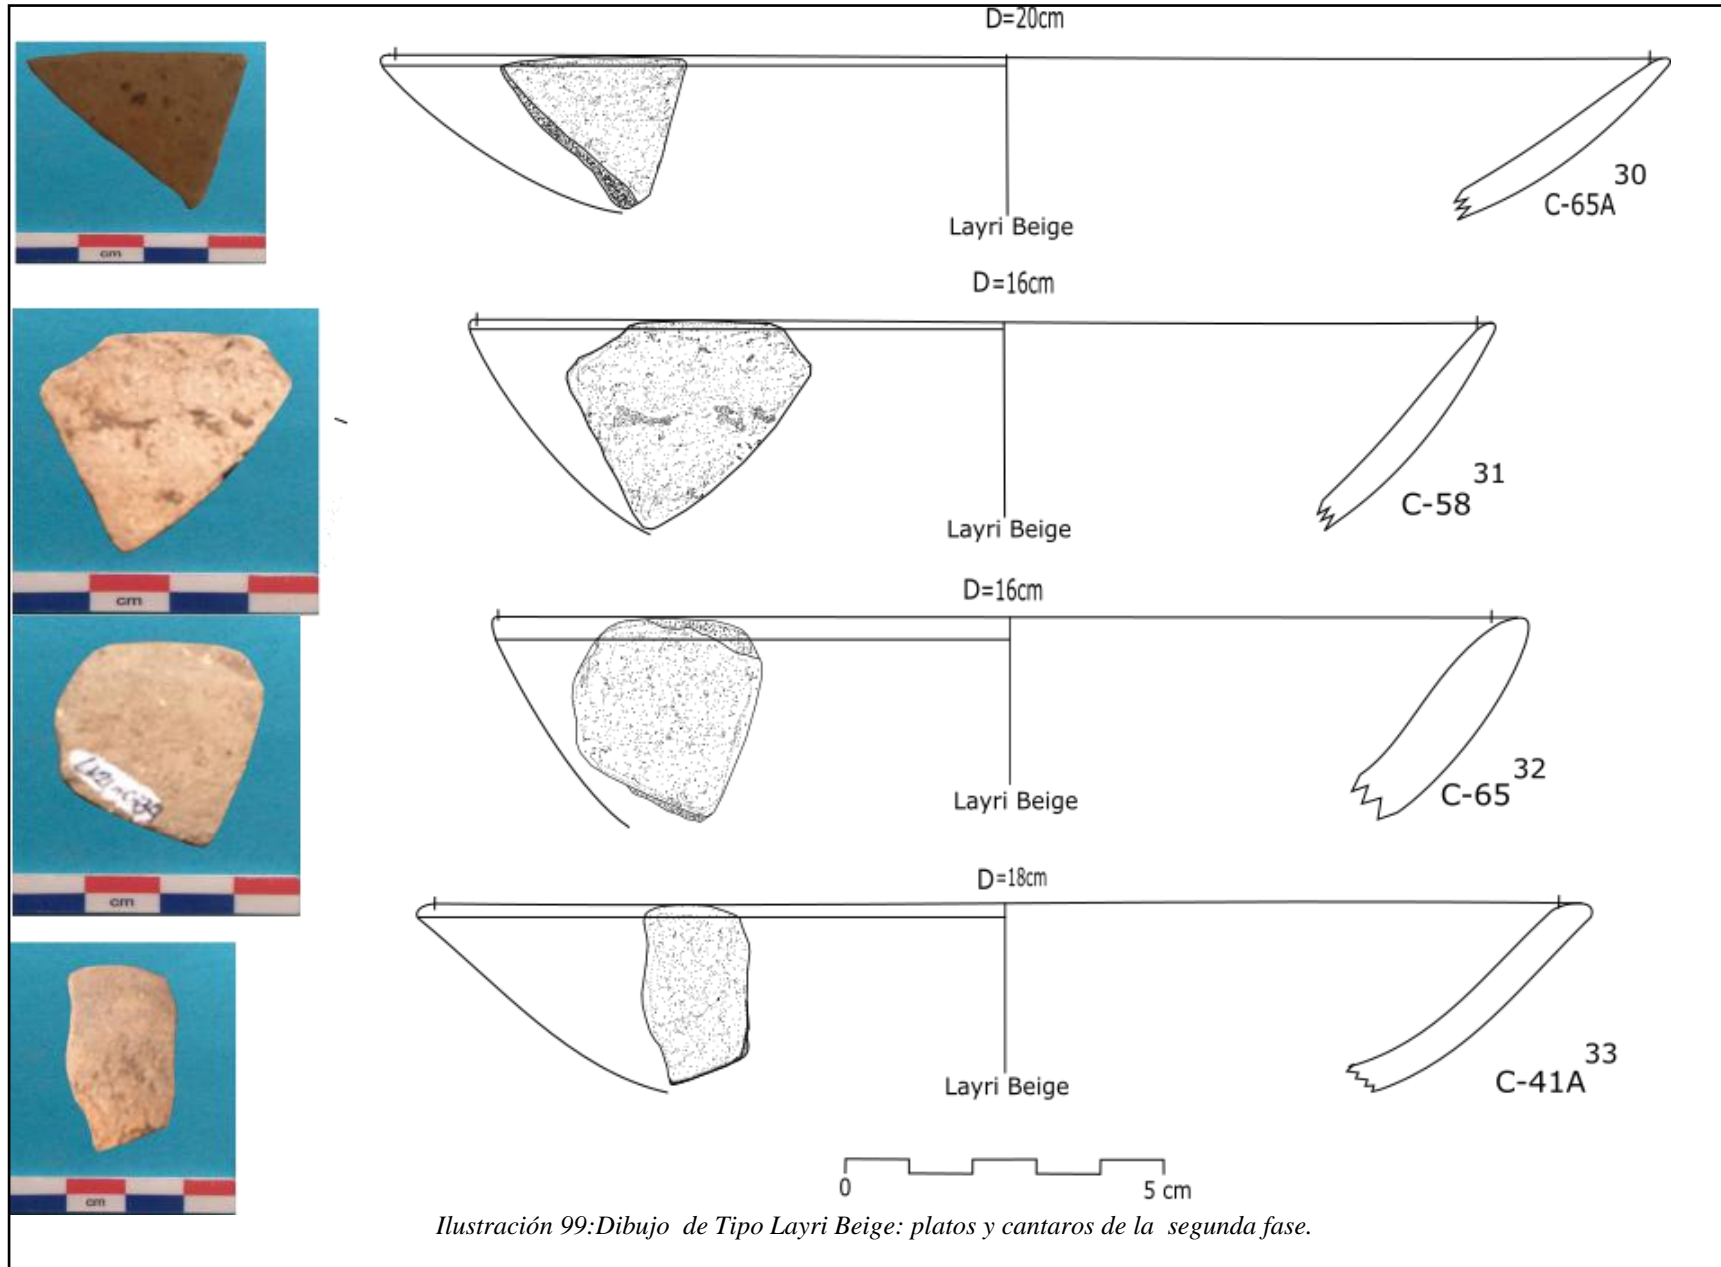 D=20cm
cm
30
C-65A
Layri Beige
D=16cm
cm
31
C-58
Layri Beige
D=16cm
cm
32
C-65
Layri Beige
D=18cm
cm
33
C-41A
Layri Beige
0 5 cm
Ilustración 99:Dibujo de Tipo Layri Beige: platos y cantaros de la segunda fase.